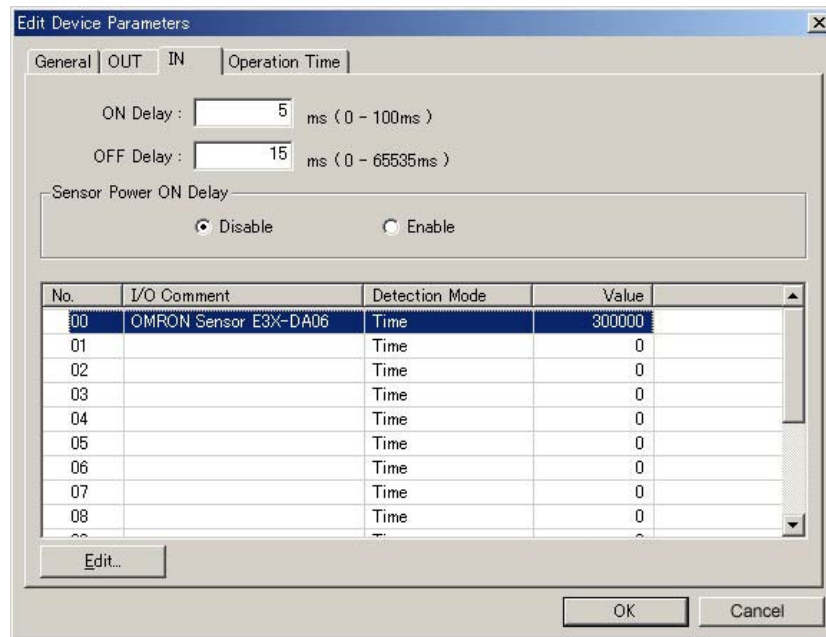 Edit Device Parameters
General OUT IN Operation Time
ON Delay : 5 ms ( 0 - 100ms )
OFF Delay : 15 ms ( 0 - 65535ms )
Sensor Power ON Delay
Disable Enable
No. I/O Comment Detection Mode Value
00 OMRON Sensor E3X-DA06 Time 300000
01 Time 0
02 Time 0
03 Time 0
04 Time 0
05 Time 0
06 Time 0
07 Time 0
08 Time 0
Edit...
OK Cancel